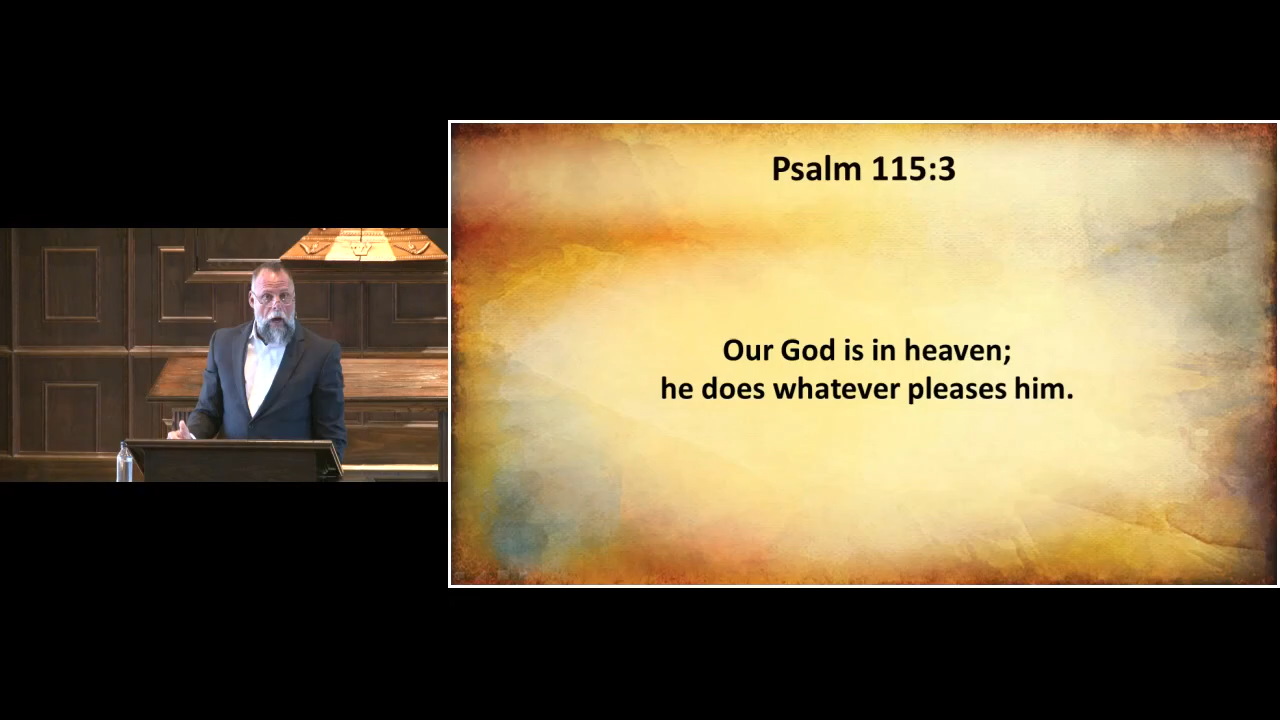 Psalm 115:3
Our God is in heaven;
he does whatever pleases him.